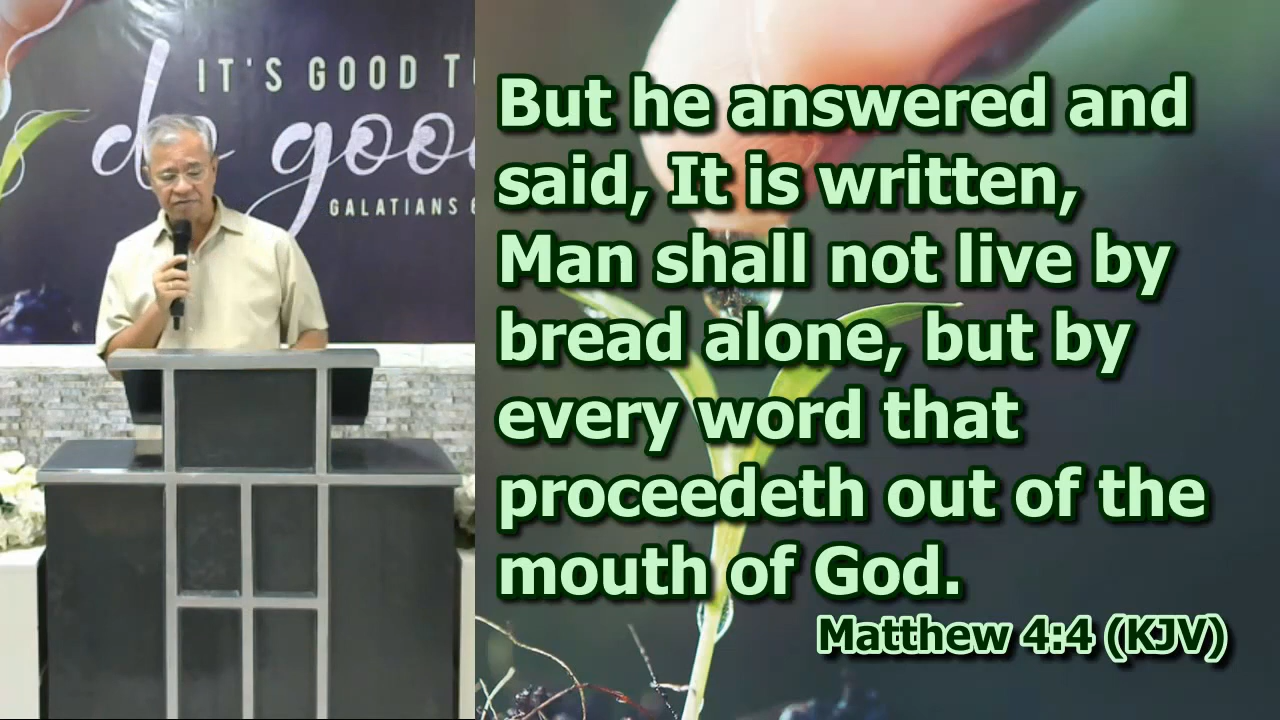 IT'S GOOD
do
GALATIANS
But he answered and
said, It is written,
Man shall not live by
bread alone, but by
every word that
proceedeth out of the
mouth of God.
Matthew 4:4 (KJV)